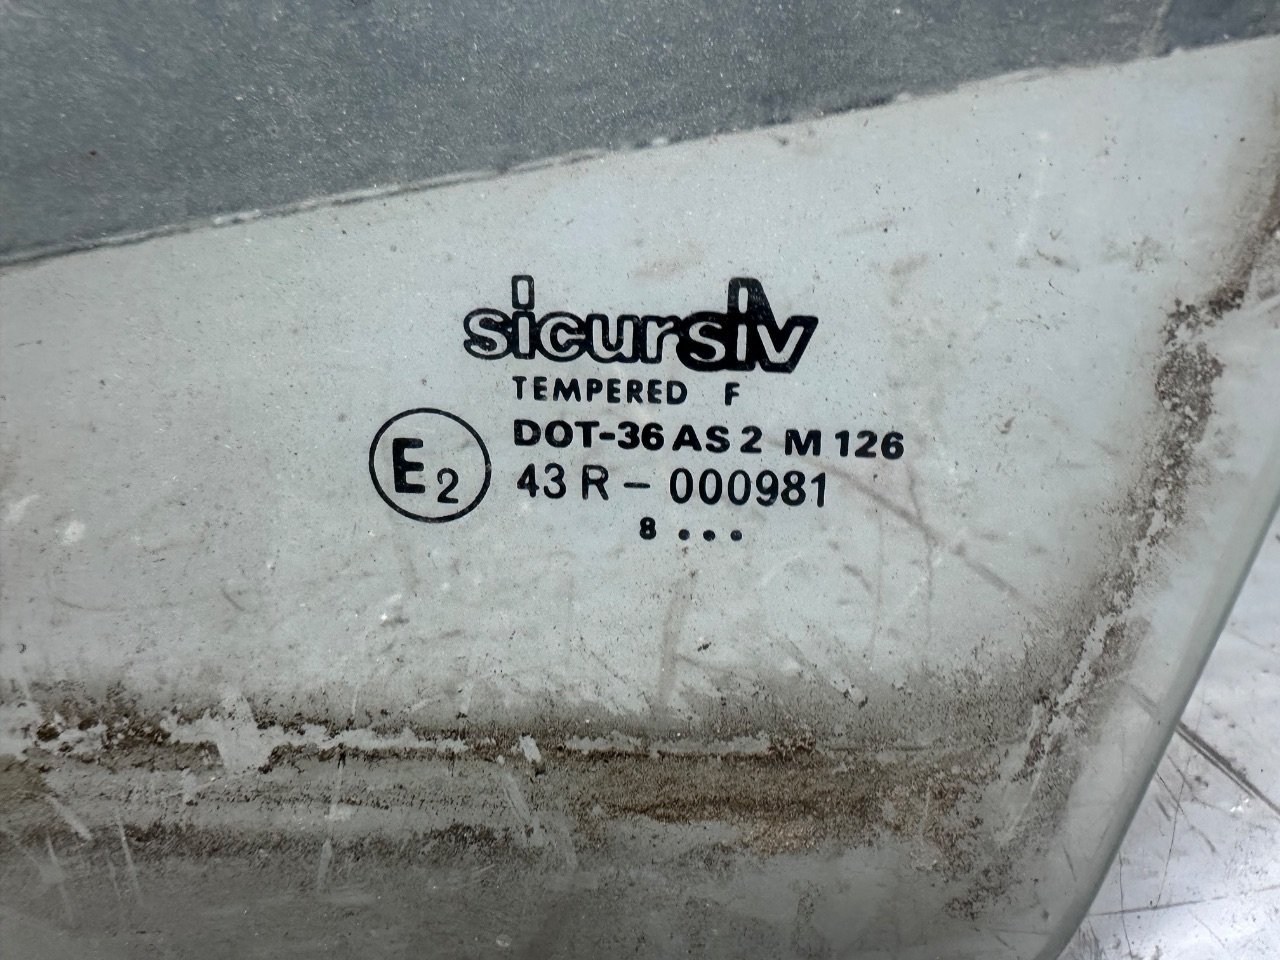 sicursiv
TEMPERED F
DOT-36 AS 2 M 126
E2 43 R - 000981
8 ...